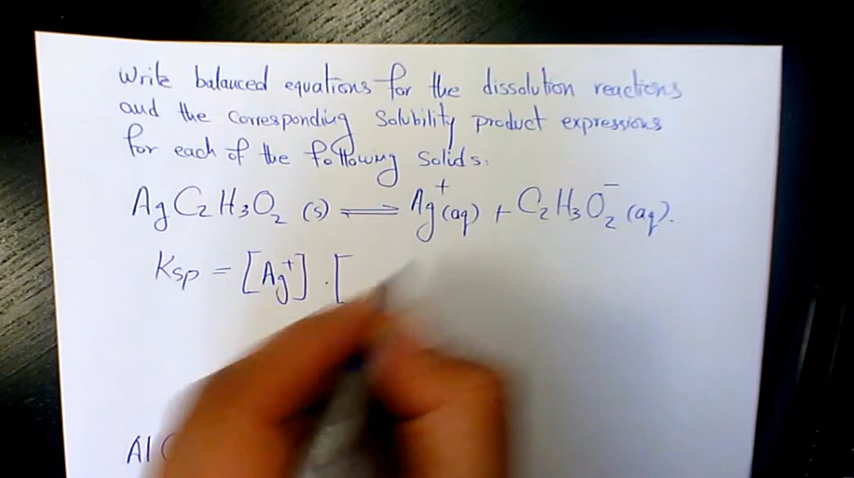 Write balanced equations for the dissolution reactions
and the corresponding solubility product expressions
for each of the following solids:
AgC₂H₃O₂ (s) ⇌ Ag⁺(aq) + C₂H₃O₂⁻ (aq).
Ksp = [Ag⁺] · [
Al